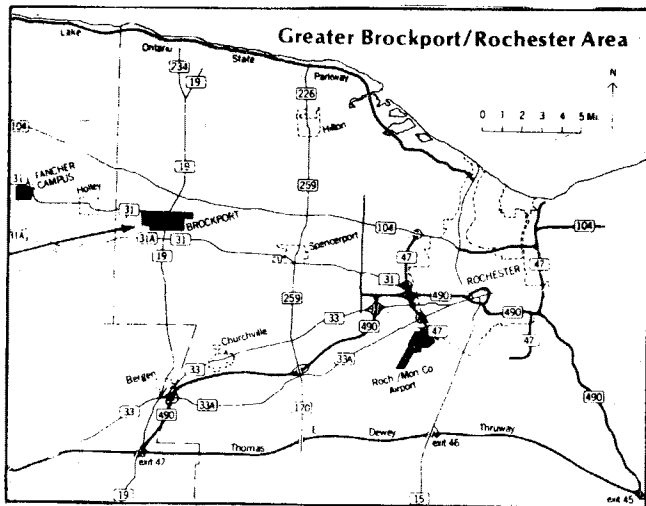 Greater Brockport/Rochester Area
Lake
Ontario
State
Parkway
N
0 1 2 3 4 5 Mi.
234
19
226
Hilton
104
19
259
31
FANCHER
CAMPUS
Holley
31
BROCKPORT
31A
31A
31
19
Spencerport
104
104
47
47
31
ROCHESTER
259
490
490
490
33
47
47
Churchville
33A
Roch/Mon Co
Airport
Bergen
33
490
33
33A
170
490
Thomas
E
Dewey
Thruway
exit 47
exit 46
19
15
exit 45